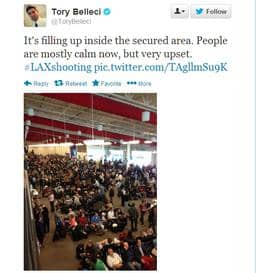 Tory Belleci
@ToryBelleci
Follow
It's filling up inside the secured area. People
are mostly calm now, but very upset.
#LAXshooting pic.twitter.com/TAgllmSu9K
Reply Retweet Favorite More